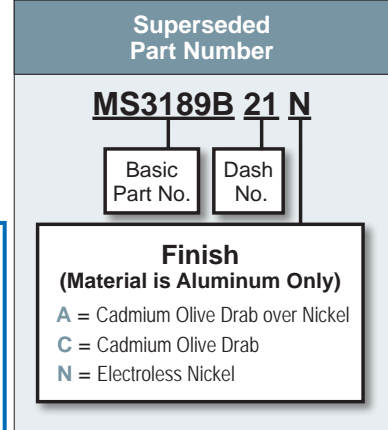 Superseded
Part Number
MS3189B 21 N
Basic Dash
Part No. No.
Finish
(Material is Aluminum Only)
A = Cadmium Olive Drab over Nickel
C = Cadmium Olive Drab
N = Electroless Nickel